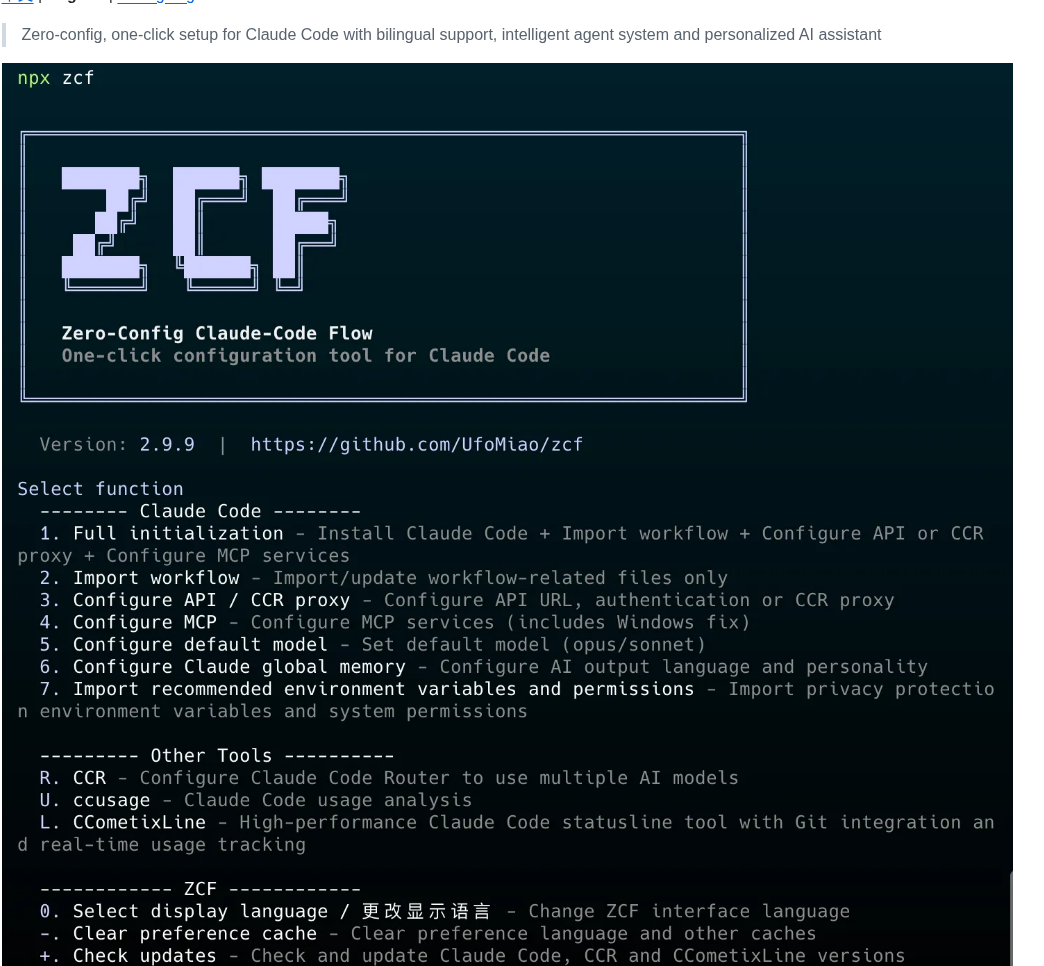 Zero-config, one-click setup for Claude Code with bilingual support, intelligent agent system and personalized AI assistant
npx zcf
ZCF
Zero-Config Claude-Code Flow
One-click configuration tool for Claude Code
Version: 2.9.9 | https://github.com/UfoMiao/zcf
Select function
-------- Claude Code --------
1. Full initialization - Install Claude Code + Import workflow + Configure API or CCR
proxy + Configure MCP services
2. Import workflow - Import/update workflow-related files only
3. Configure API / CCR proxy - Configure API URL, authentication or CCR proxy
4. Configure MCP - Configure MCP services (includes Windows fix)
5. Configure default model - Set default model (opus/sonnet)
6. Configure Claude global memory - Configure AI output language and personality
7. Import recommended environment variables and permissions - Import privacy protectio
n environment variables and system permissions
--------- Other Tools ----------
R. CCR - Configure Claude Code Router to use multiple AI models
U. ccusage - Claude Code usage analysis
L. CCometixLine - High-performance Claude Code statusline tool with Git integration an
d real-time usage tracking
------------ ZCF ------------
0. Select display language / 更改显示语言 - Change ZCF interface language
-. Clear preference cache - Clear preference language and other caches
+. Check updates - Check and update Claude Code, CCR and CCometixLine versions